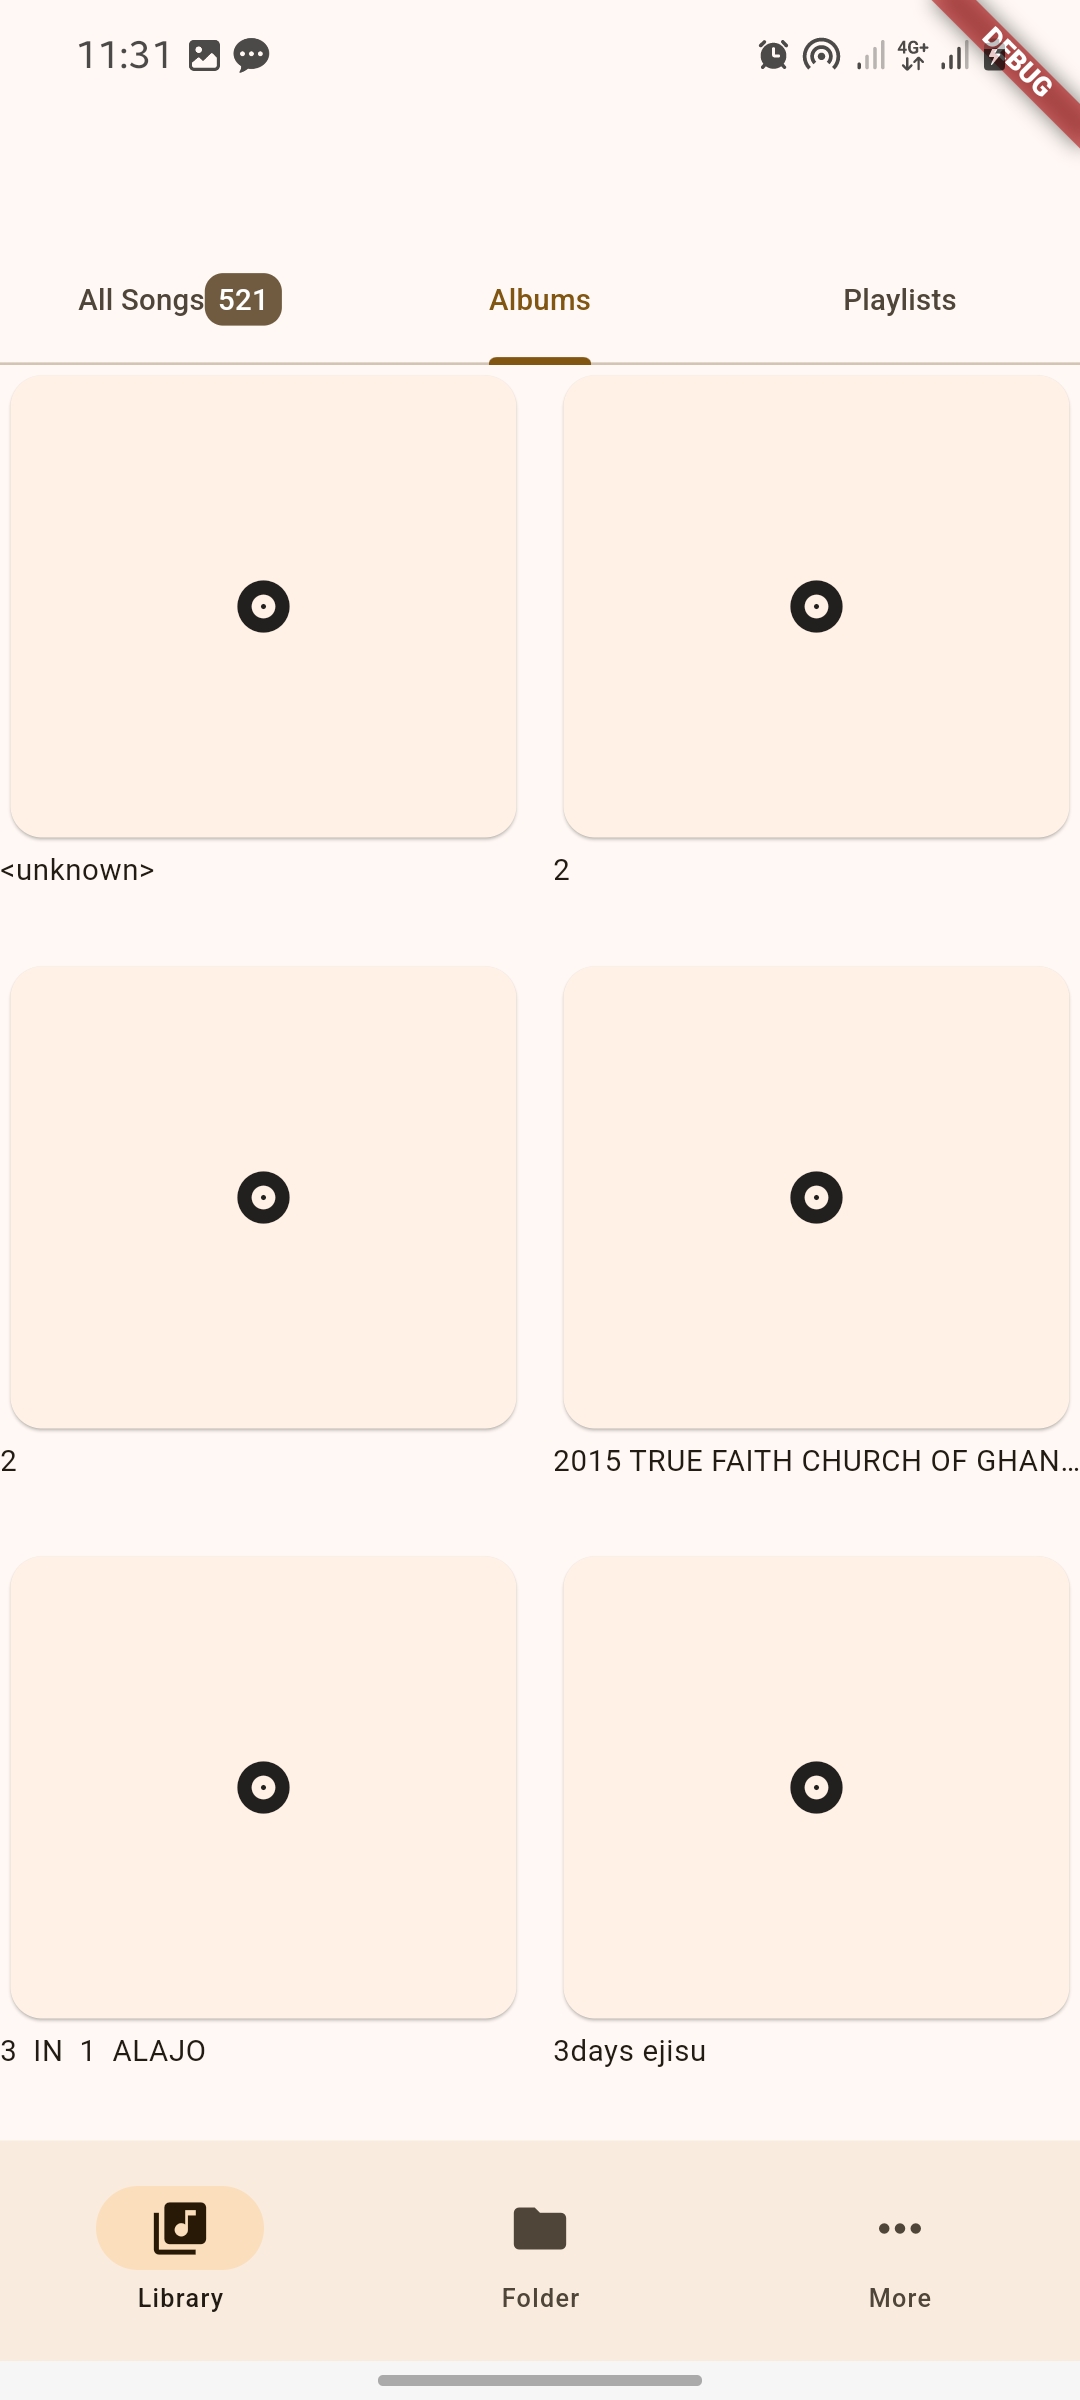 11:31
4G+
DEBUG
All Songs 521
Albums
Playlists
<unknown>
2
2
2015 TRUE FAITH CHURCH OF GHAN...
3 IN 1 ALAJO
3days ejisu
Library
Folder
More